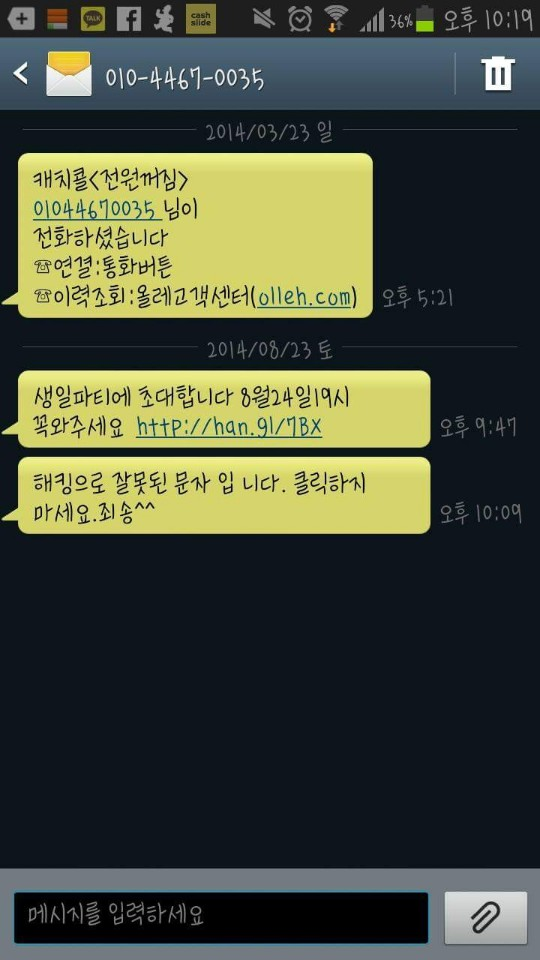 TALK
cash
slide
36%
오후 10:19
010-4467-0035
2014/03/23 일
캐치콜<전원꺼짐>
01044670035 님이
전화하셨습니다
☏연결:통화버튼
☏이력조회:올레고객센터(olleh.com)
오후 5:21
2014/08/23 토
생일파티에 초대합니다 8월24일19시
꼭와주세요 http://han.gl/7BX
오후 9:47
해킹으로 잘못된 문자 입 니다. 클릭하지
마세요.죄송^^
오후 10:09
메시지를 입력하세요